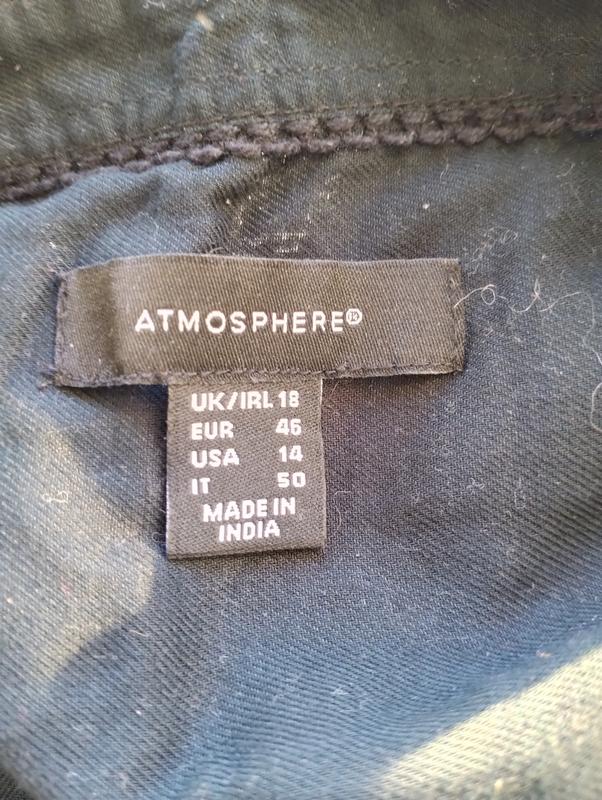 ATMOSPHERE®
UK/IRL 18
EUR 46
USA 14
IT 50
MADE IN
INDIA